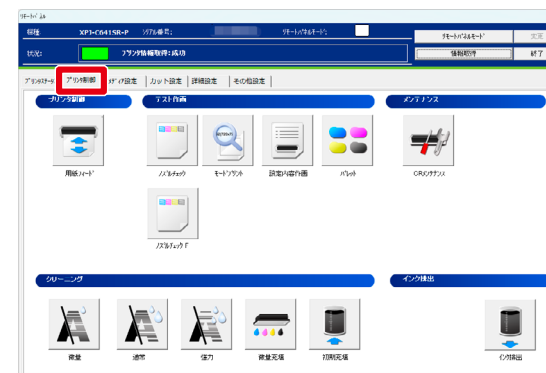 リモートパネル
機種: XPJ-C641SR-P シリアル番号: リモートパネルモード: リモートパネルモード 変更
状況: プリンタ情報取得:成功 情報取得 終了
プリンタステータス プリンタ制御 メディア設定 カット設定 詳細設定 その他設定
プリンタ制御 テスト作画 メンテナンス
用紙フィード ノズルチェック モードプリント 設定内容作画 パレット CRメンテナンス
ノズルチェックF
クリーニング インク排出
微量 通常 強力 微量充填 初期充填 インク排出